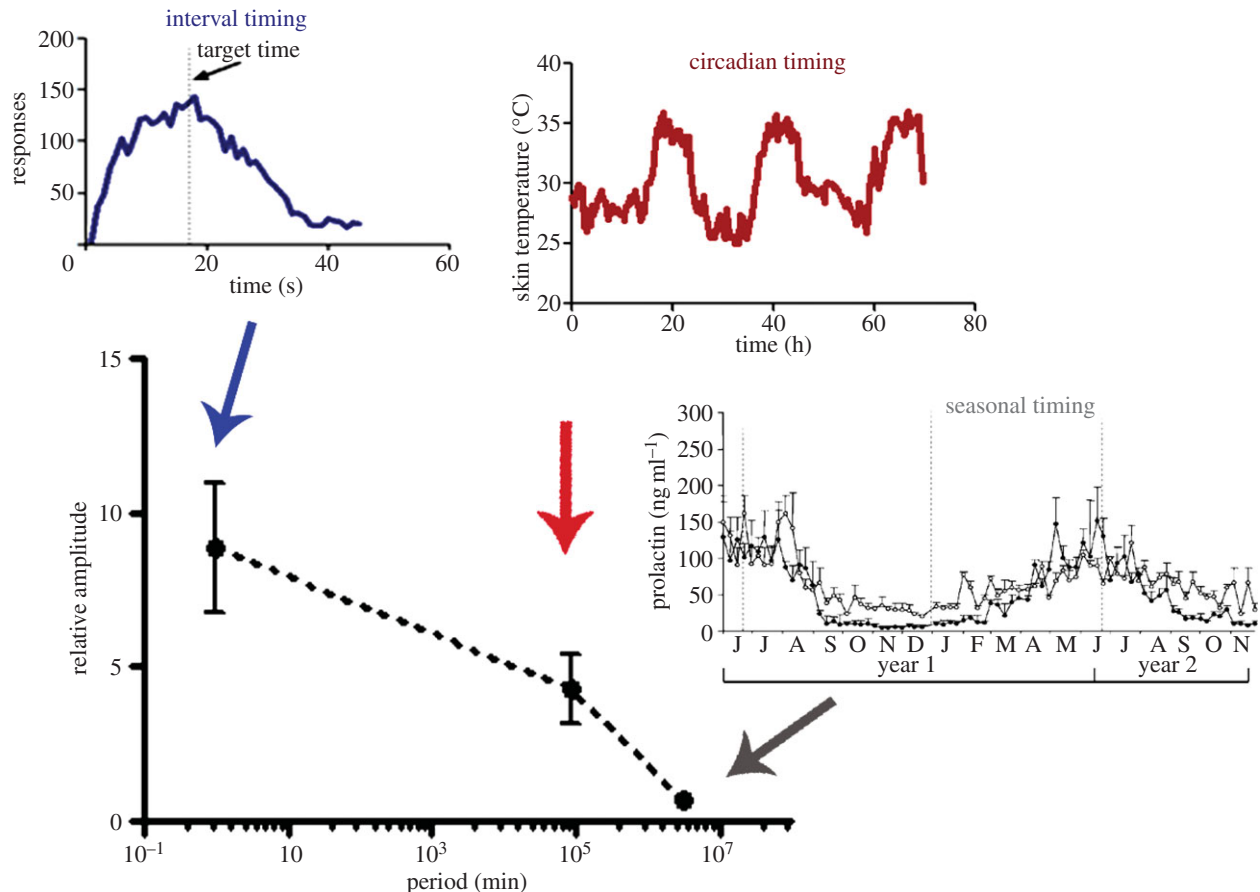 interval timing
200
target time
150
responses
100
50
0
20
40
60
time (s)
circadian timing
40
35
skin temperature (°C)
30
25
20
0
20
40
60
80
time (h)
15
10
relative amplitude
5
0
10⁻¹
10
10³
10⁵
10⁷
period (min)
seasonal timing
300
250
200
prolactin (ng ml⁻¹)
150
100
50
0
J J A S O N D J F M A M J J A S O N
year 1 year 2